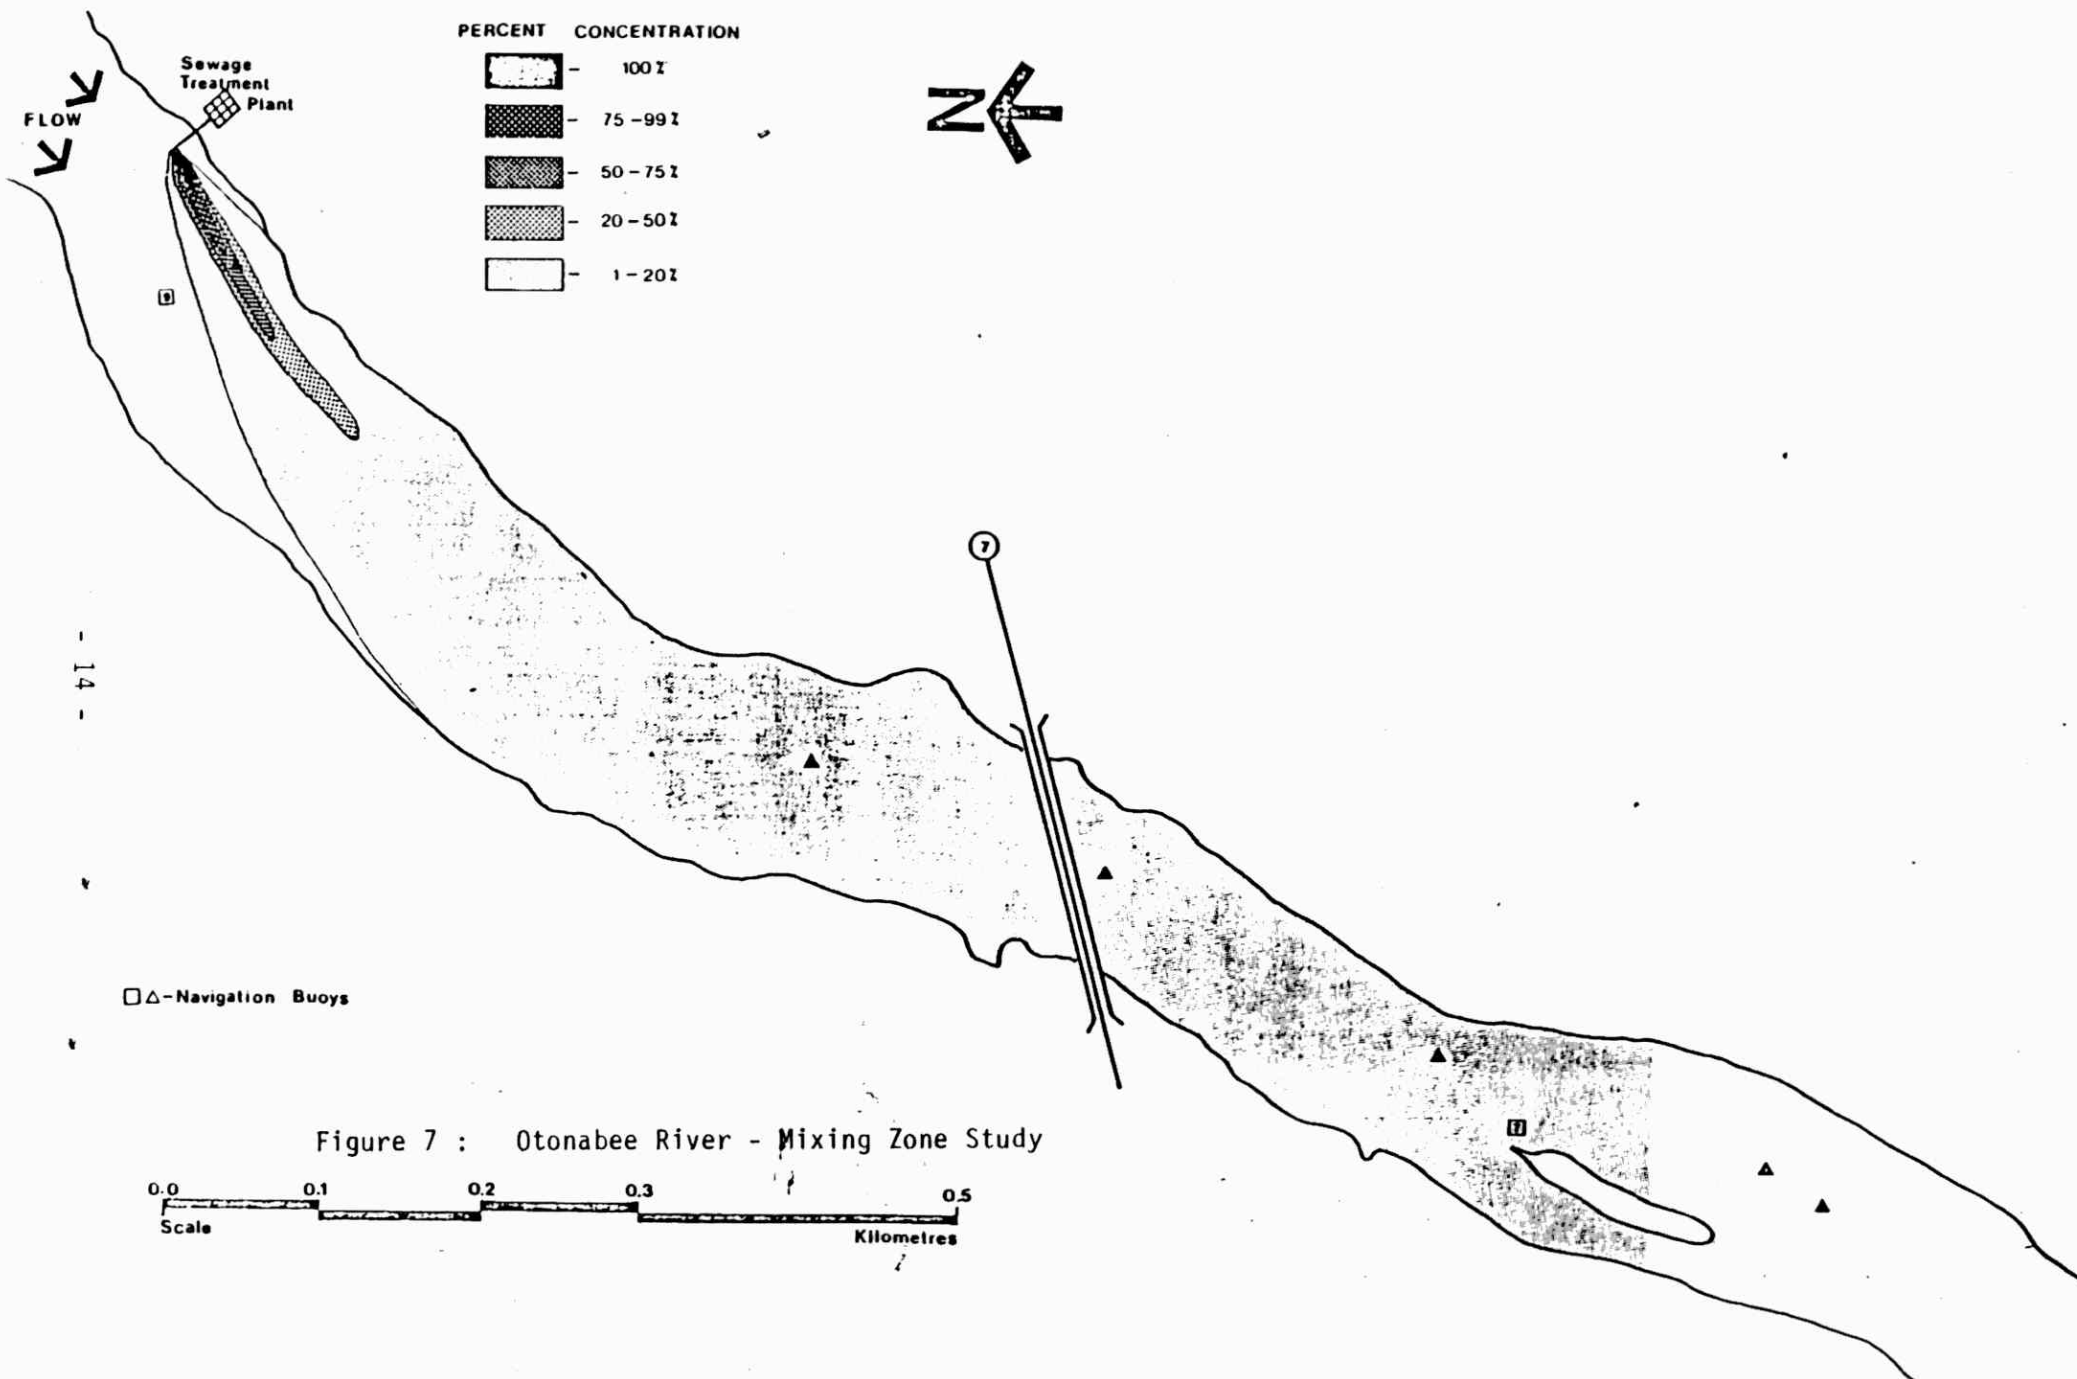 PERCENT CONCENTRATION
- 100%
- 75-99%
- 50-75%
- 20-50%
- 1-20%
Sewage
Treatment
Plant
FLOW
N
9
7
- 14 -
□ △-Navigation Buoys
Figure 7 : Otonabee River - Mixing Zone Study
0.0 0.1 0.2 0.3 0.5
Scale
Kilometres